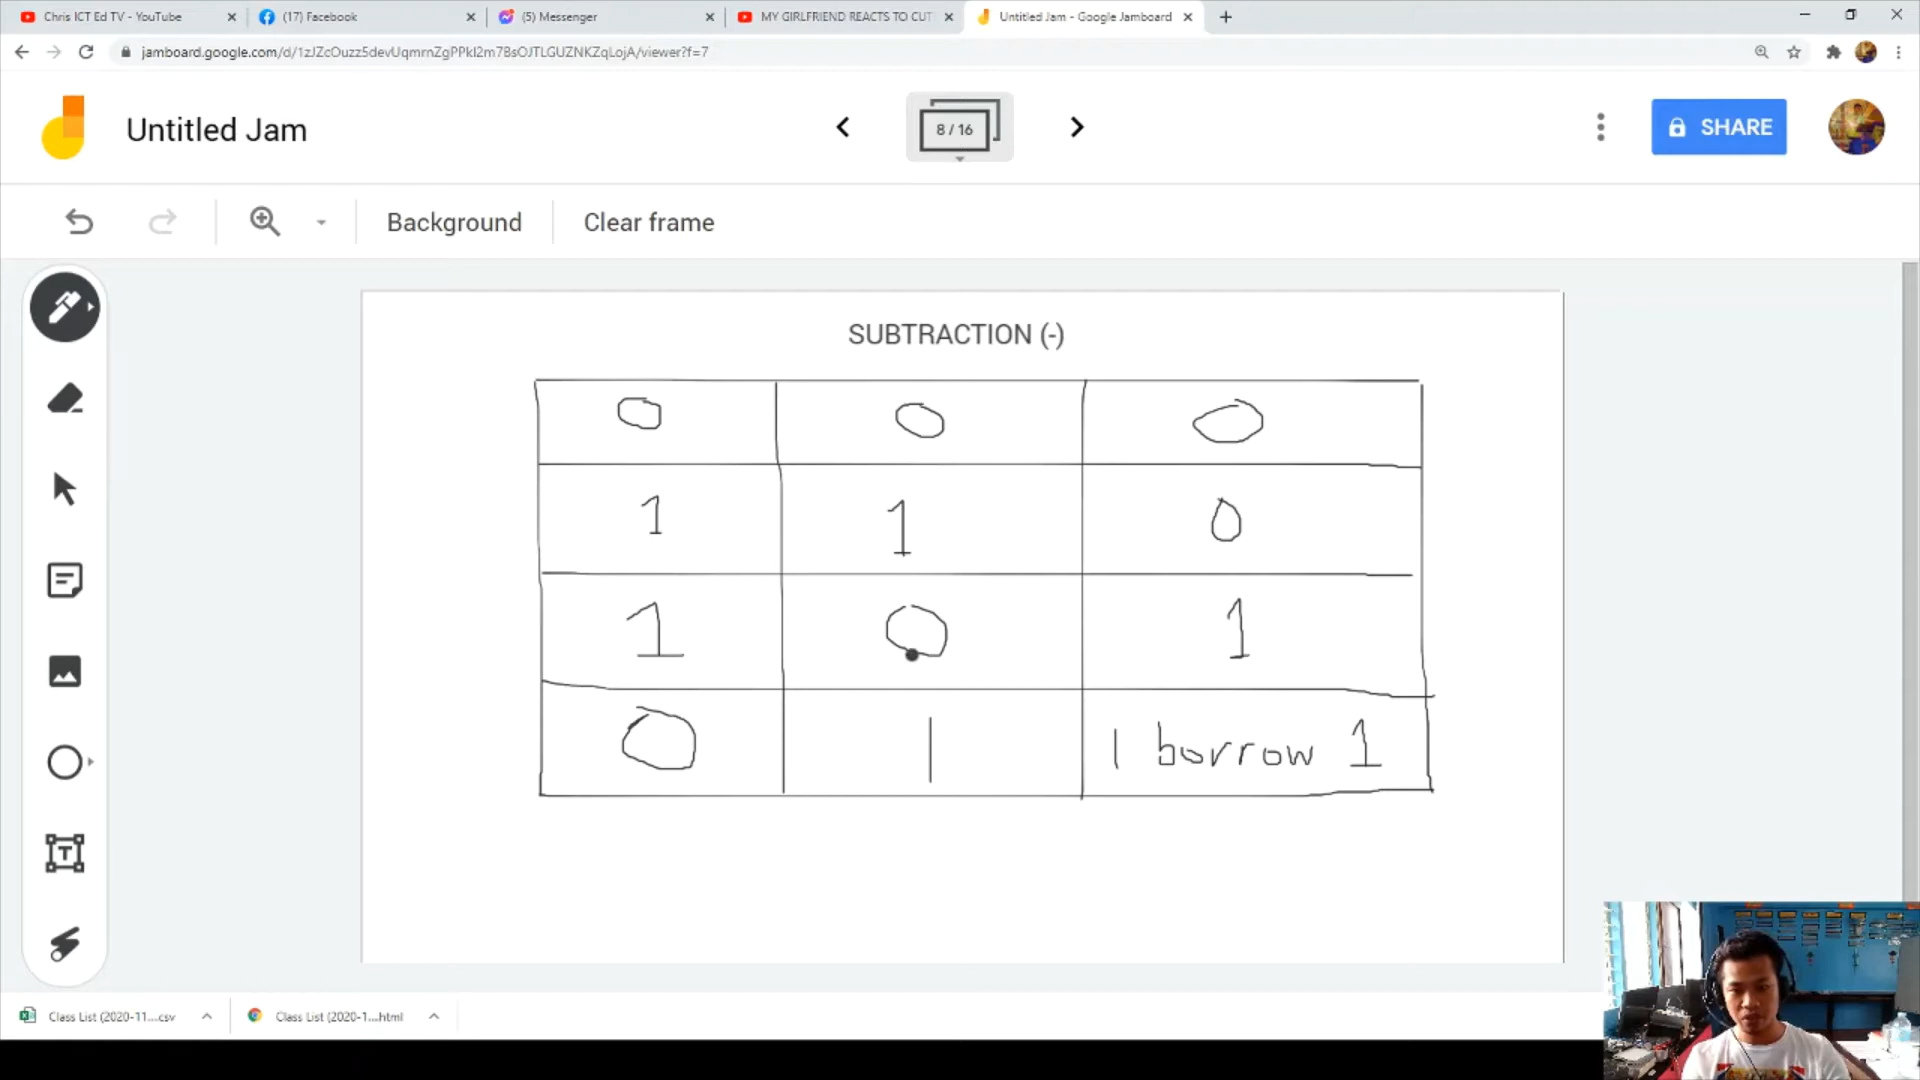 Chris ICT Ed TV - YouTube
(17) Facebook
(5) Messenger
MY GIRLFRIEND REACTS TO CUT
Untitled Jam - Google Jamboard
jamboard.google.com/d/1zJZcOuzz5devUqmrnZgPPkI2m78sOJTLGUZNKZqLojA/viewer?f=7
Untitled Jam
8 / 16
SHARE
Background
Clear frame
SUBTRACTION (-)
0 0 0
1 1 0
1 0 1
0 1 1 borrow 1
Class List (2020-11....csv
Class List (2020-1....html